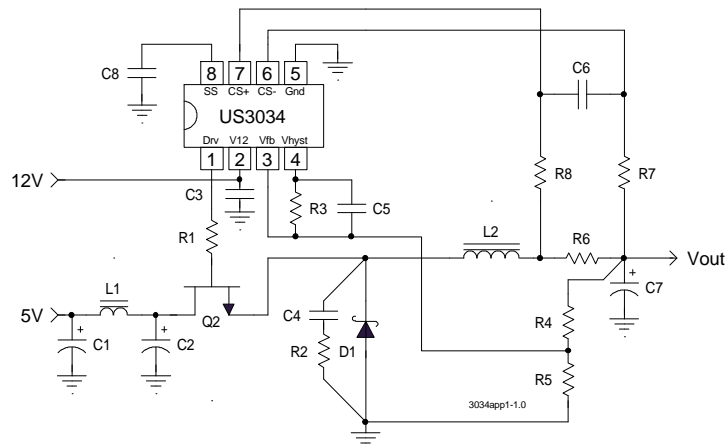 C8
8 7 6 5
SS CS+ CS- Gnd
US3034
Drv V12 Vfb Vhyst
1 2 3 4
C6
R8
R7
12V
C3
R3
C5
R1
L2
R6
Vout
C7
L1
5V
Q2
C1
C2
C4
R2
D1
R4
R5
3034app1-1.0